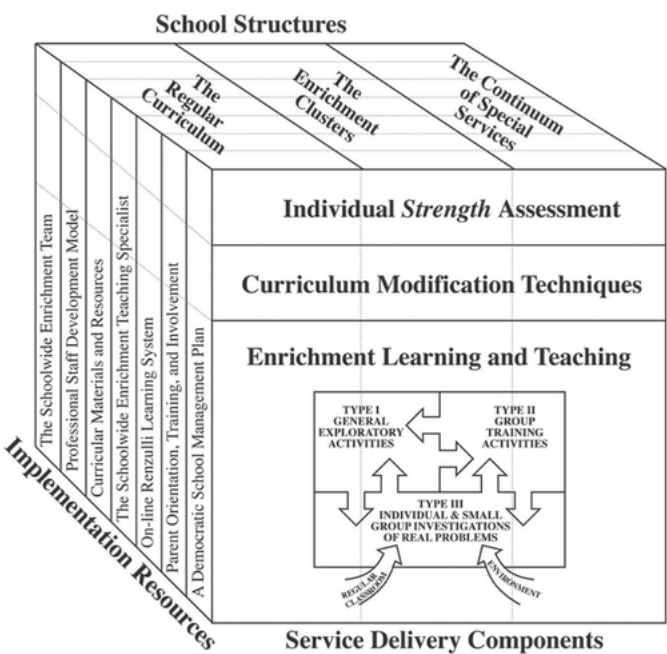 School Structures
The
Regular
Curriculum
The
Enrichment
Clusters
The Continuum
of Special
Services
Individual Strength Assessment
Curriculum Modification Techniques
Enrichment Learning and Teaching
TYPE I
GENERAL
EXPLORATORY
ACTIVITIES
TYPE II
GROUP
TRAINING
ACTIVITIES
TYPE III
INDIVIDUAL & SMALL
GROUP INVESTIGATIONS
OF REAL PROBLEMS
REGULAR
CLASSROOM
ENVIRONMENT
The Schoolwide Enrichment Team
Professional Staff Development Model
Curricular Materials and Resources
The Schoolwide Enrichment Teaching Specialist
On-line Renzulli Learning System
Parent Orientation, Training, and Involvement
A Democratic School Management Plan
Implementation Resources
Service Delivery Components